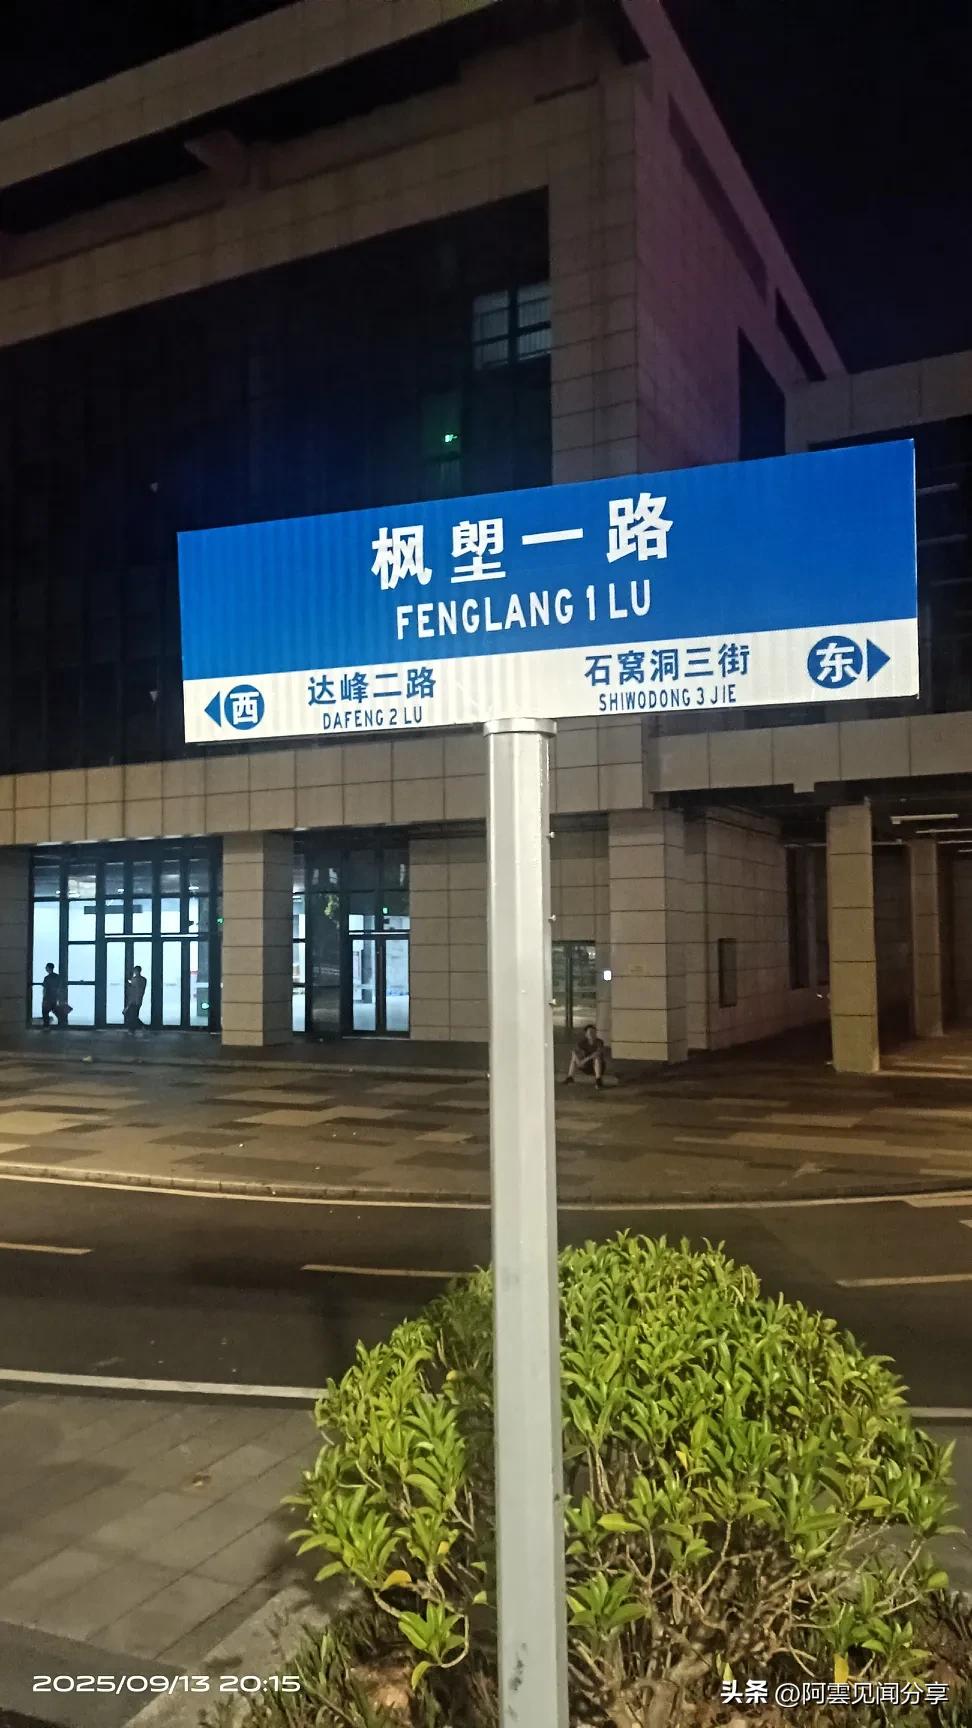 枫塱一路
FENGLANG 1 LU
西 达峰二路 石窝洞三街 东
DAFENG 2 LU SHIWODONG 3 JIE
2025/09/13 20:15
头条 @阿雲见闻分享